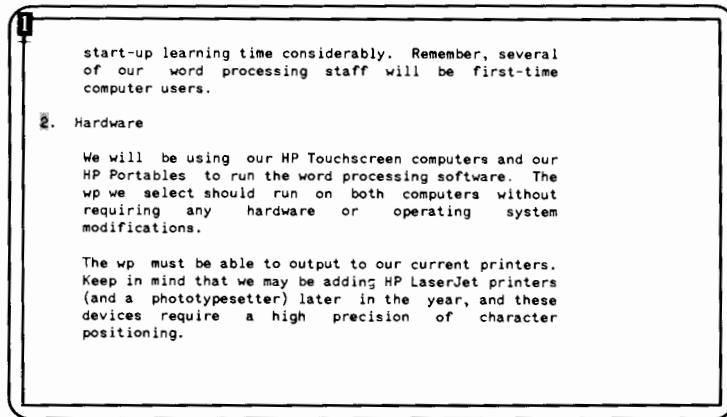 1
start-up learning time considerably. Remember, several
of our word processing staff will be first-time
computer users.
2. Hardware
We will be using our HP Touchscreen computers and our
HP Portables to run the word processing software. The
wp we select should run on both computers without
requiring any hardware or operating system
modifications.
The wp must be able to output to our current printers.
Keep in mind that we may be adding HP LaserJet printers
(and a phototypesetter) later in the year, and these
devices require a high precision of character
positioning.